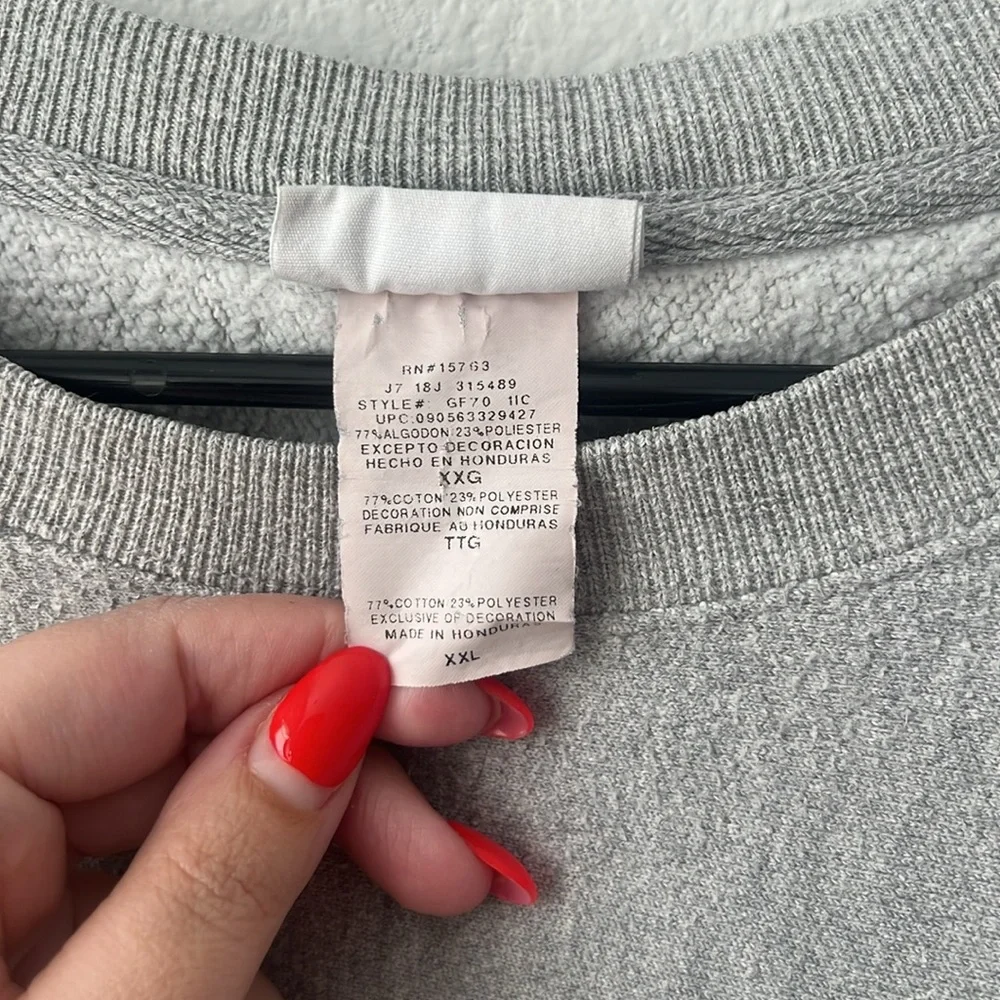 RN#15763
J7 18J 315489
STYLE# GF70 1IC
UPC:090563329427
77%ALGODON 23%POLIESTER
EXCEPTO DECORACION
HECHO EN HONDURAS
XXG
77%COTON 23%POLYESTER
DECORATION NON COMPRISE
FABRIQUE AU HONDURAS
TTG
77%COTTON 23%POLYESTER
EXCLUSIVE OF DECORATION
MADE IN HONDURAS
XXL